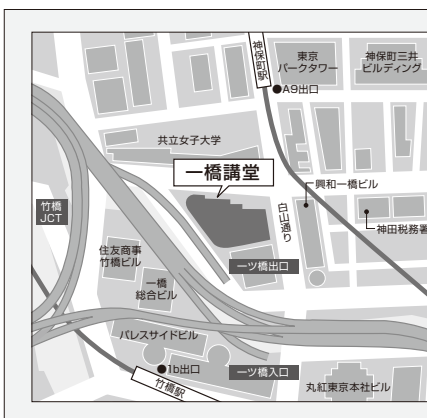 神保町駅
東京
パークタワー
神保町三井
ビルディング
A9出口
共立女子大学
一橋講堂
興和一橋ビル
白山通り
神田税務署
竹橋
JCT
住友商事
竹橋ビル
一ツ橋出口
一橋
総合ビル
パレスサイドビル
1b出口
一ツ橋入口
竹橋駅
丸紅東京本社ビル